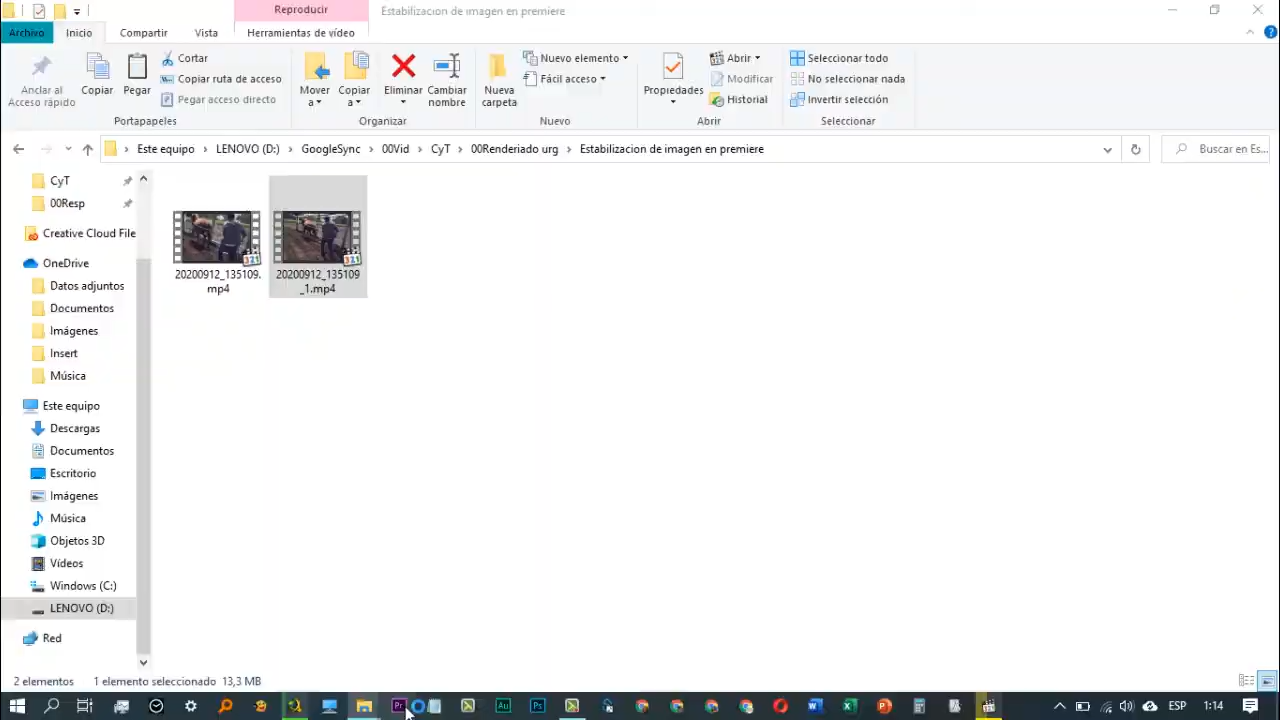 Reproducir
Estabilizacion de imagen en premiere
Archivo
Inicio
Compartir
Vista
Herramientas de vídeo
Anclar al
Acceso rápido
Copiar
Pegar
Cortar
Copiar ruta de acceso
Pegar acceso directo
Portapapeles
Mover
a
Copiar
a
Eliminar
Cambiar
nombre
Organizar
Nueva
carpeta
Nuevo elemento
Fácil acceso
Nuevo
Propiedades
Abrir
Modificar
Historial
Abrir
Seleccionar todo
No seleccionar nada
Invertir selección
Seleccionar
Este equipo › LENOVO (D:) › GoogleSync › 00Vid › CyT › 00Renderiado urg › Estabilizacion de imagen en premiere
Buscar en Es...
CyT
00Resp
Creative Cloud File
OneDrive
Datos adjuntos
Documentos
Imágenes
Insert
Música
Este equipo
Descargas
Documentos
Escritorio
Imágenes
Música
Objetos 3D
Vídeos
Windows (C:)
LENOVO (D:)
Red
20200912_135109.
mp4
20200912_135109
_1.mp4
2 elementos
1 elemento seleccionado 13,3 MB
Pr
Au
Ps
ESP
1:14